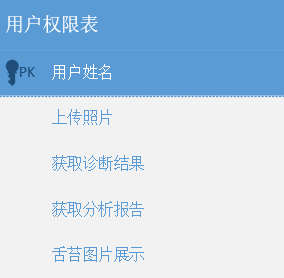 用户权限表
PK 用户姓名
上传照片
获取诊断结果
获取分析报告
舌苔图片展示